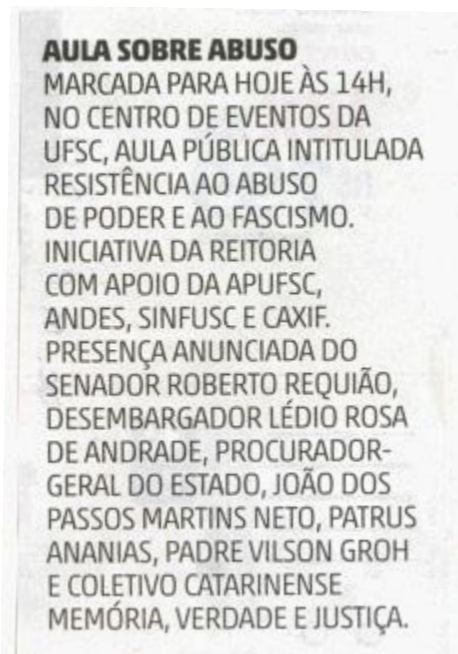 AULA SOBRE ABUSO
MARCADA PARA HOJE ÀS 14H,
NO CENTRO DE EVENTOS DA
UFSC, AULA PÚBLICA INTITULADA
RESISTÊNCIA AO ABUSO
DE PODER E AO FASCISMO.
INICIATIVA DA REITORIA
COM APOIO DA APUFSC,
ANDES, SINFUSC E CAXIF.
PRESENÇA ANUNCIADA DO
SENADOR ROBERTO REQUIÃO,
DESEMBARGADOR LÉDIO ROSA
DE ANDRADE, PROCURADOR-
GERAL DO ESTADO, JOÃO DOS
PASSOS MARTINS NETO, PATRUS
ANANIAS, PADRE VILSON GROH
E COLETIVO CATARINENSE
MEMÓRIA, VERDADE E JUSTIÇA.